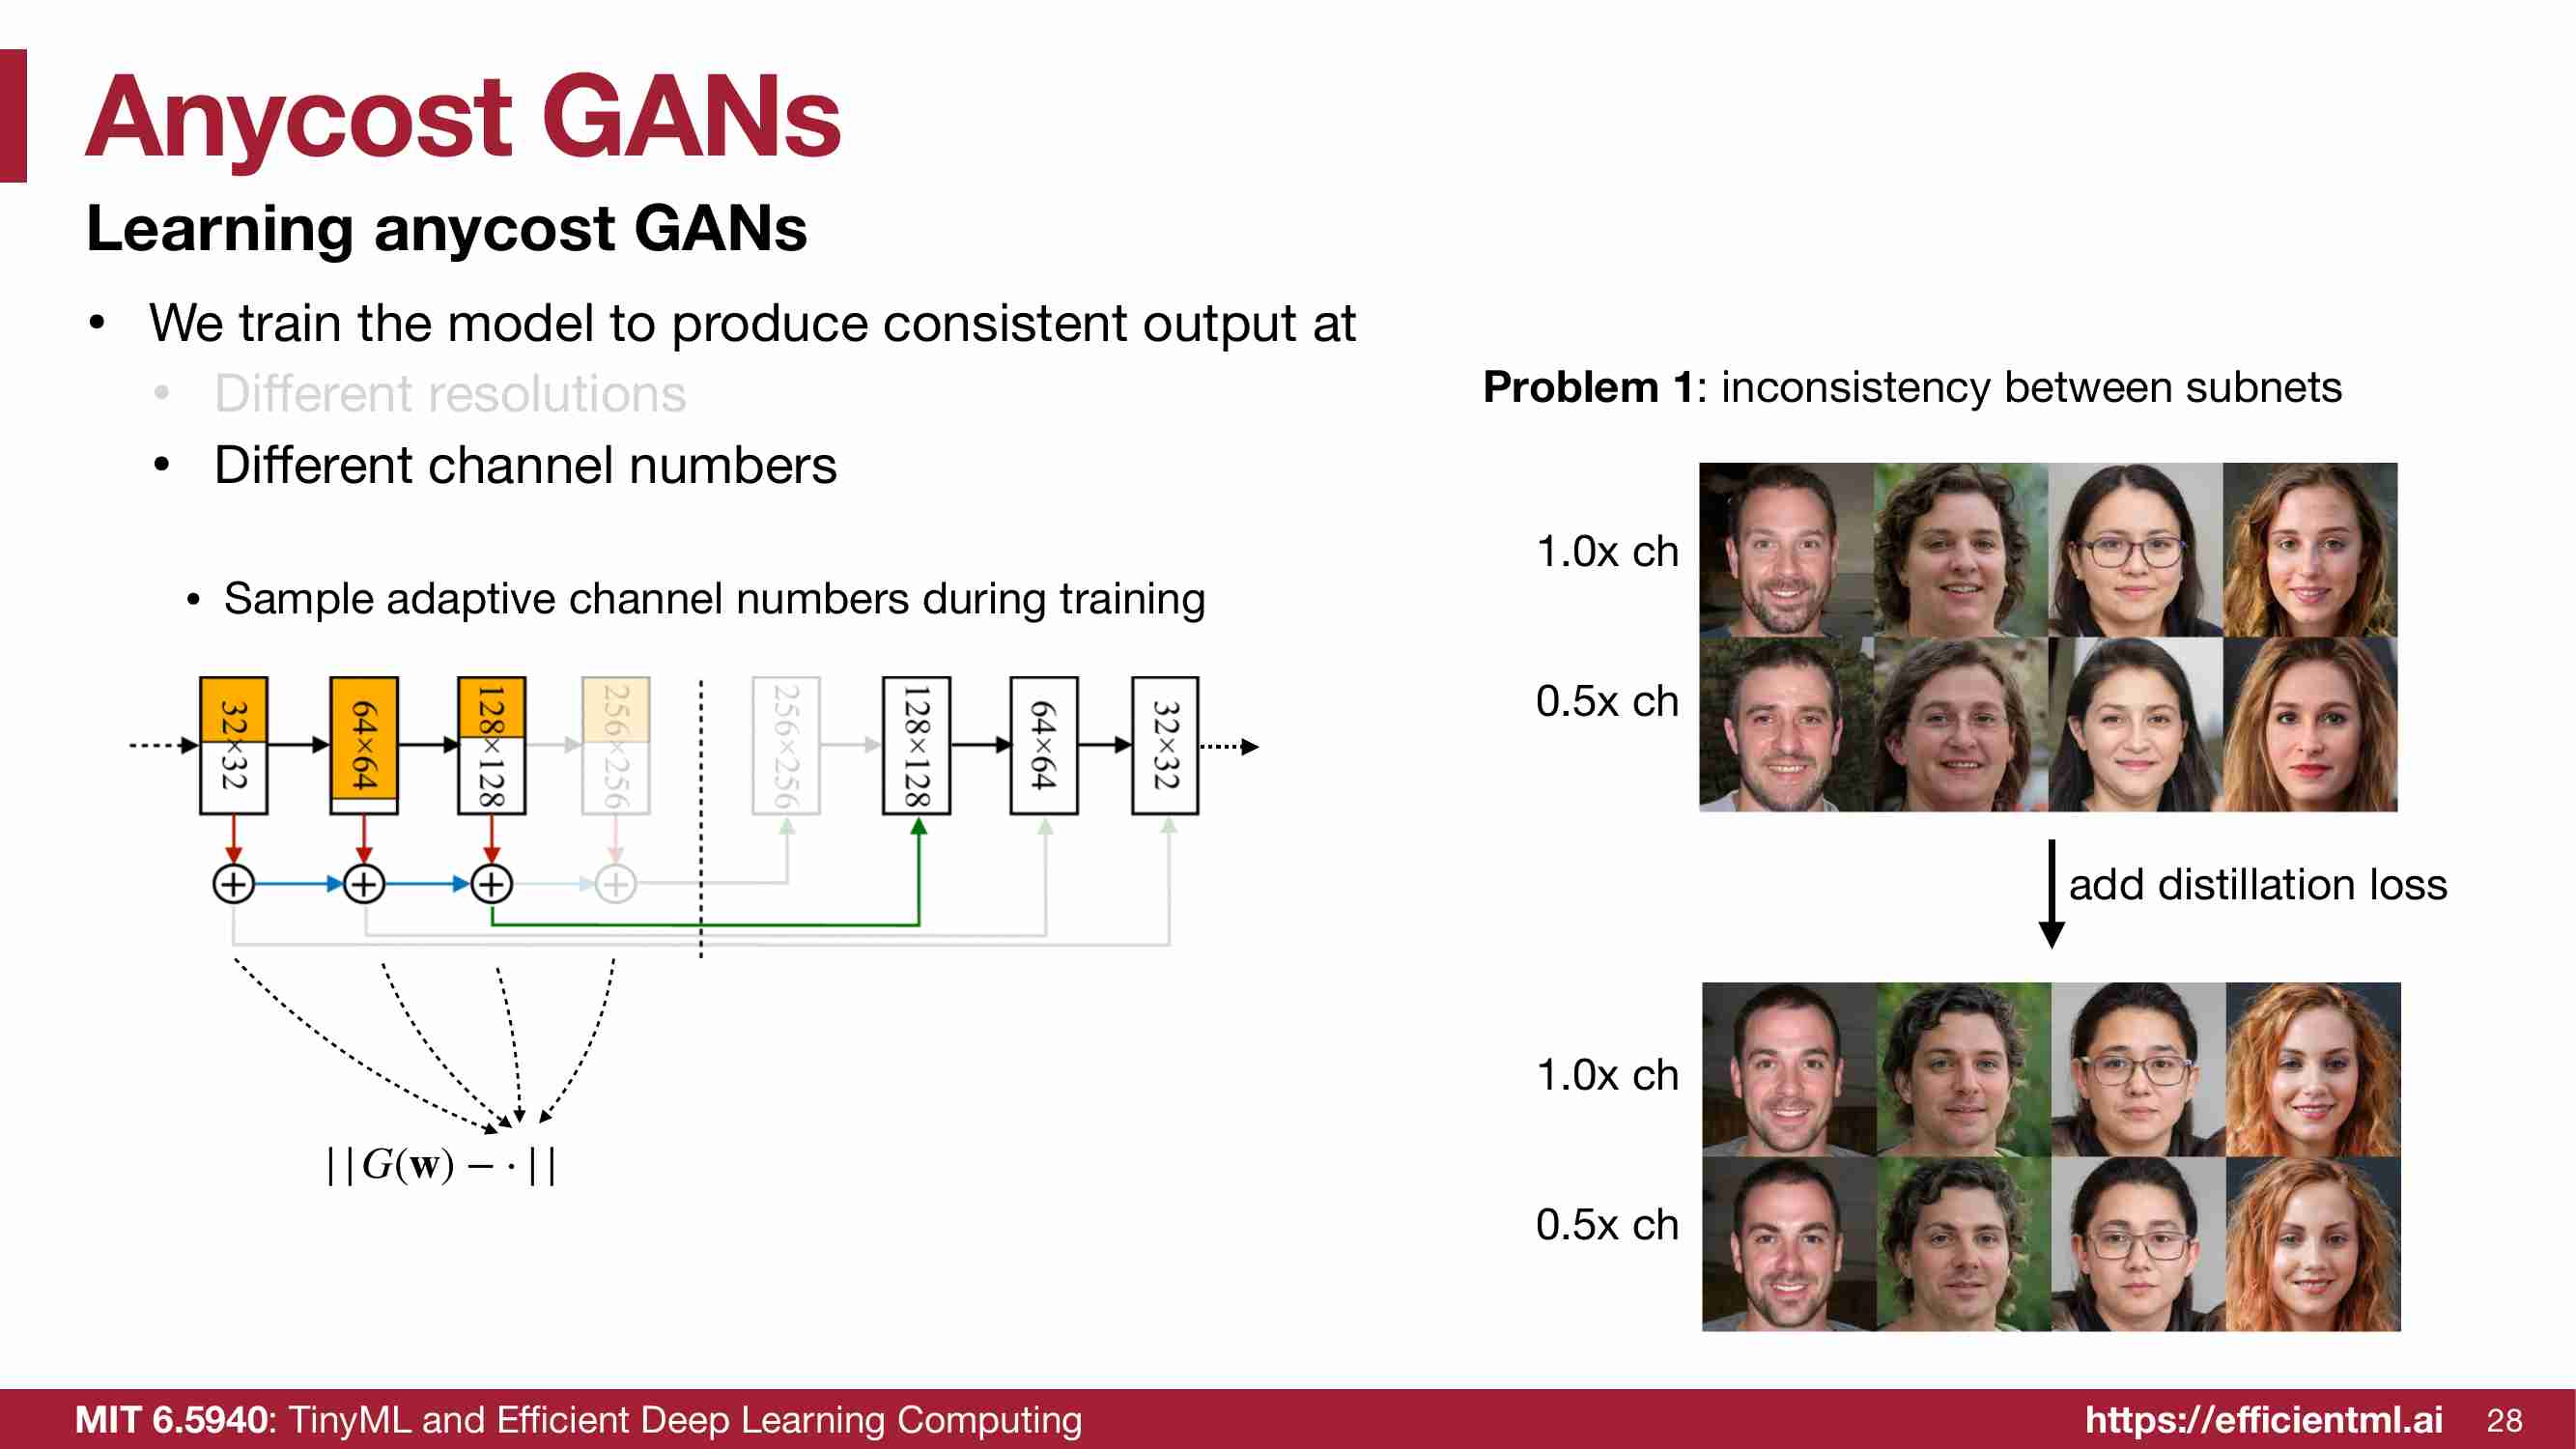 Anycost GANs
Learning anycost GANs
• We train the model to produce consistent output at
• Different resolutions
• Different channel numbers
• Sample adaptive channel numbers during training
32×32
64×64
128×128
256×256
256×256
128×128
64×64
32×32
||G(w) − · ||
Problem 1: inconsistency between subnets
1.0x ch
0.5x ch
add distillation loss
1.0x ch
0.5x ch
MIT 6.5940: TinyML and Efficient Deep Learning Computing
https://efficientml.ai 28